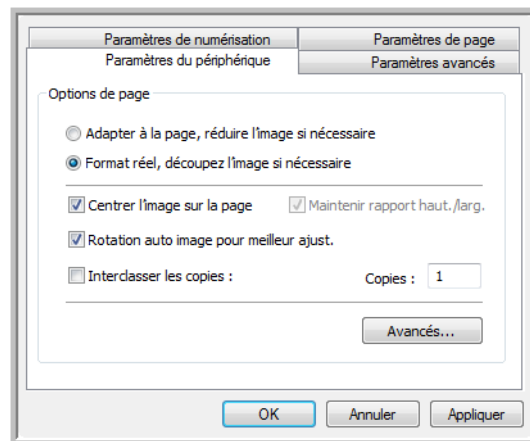 Paramètres de numérisation Paramètres de page
Paramètres du périphérique Paramètres avancés
Options de page
Adapter à la page, réduire l'image si nécessaire
Format réel, découpez l'image si nécessaire
Centrer l'image sur la page Maintenir rapport haut./larg.
Rotation auto image pour meilleur ajust.
Interclasser les copies : Copies : 1
Avancés...
OK Annuler Appliquer